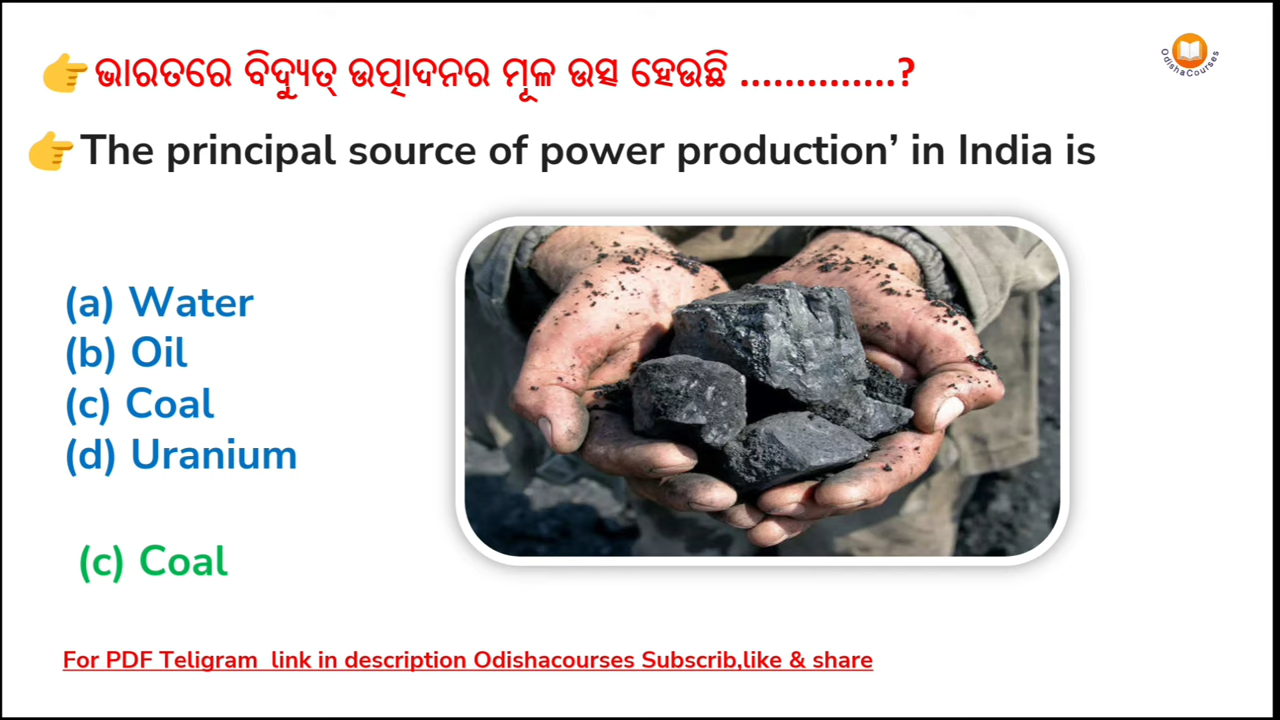 ଭାରତରେ ବିଦ୍ୟୁତ୍ ଉତ୍ପାଦନର ମୂଳ ଉତ୍ସ ହେଉଛି ..............?
OdishaCourses
The principal source of power production’ in India is
(a) Water
(b) Oil
(c) Coal
(d) Uranium
(c) Coal
For PDF Teligram link in description Odishacourses Subscrib,like & share